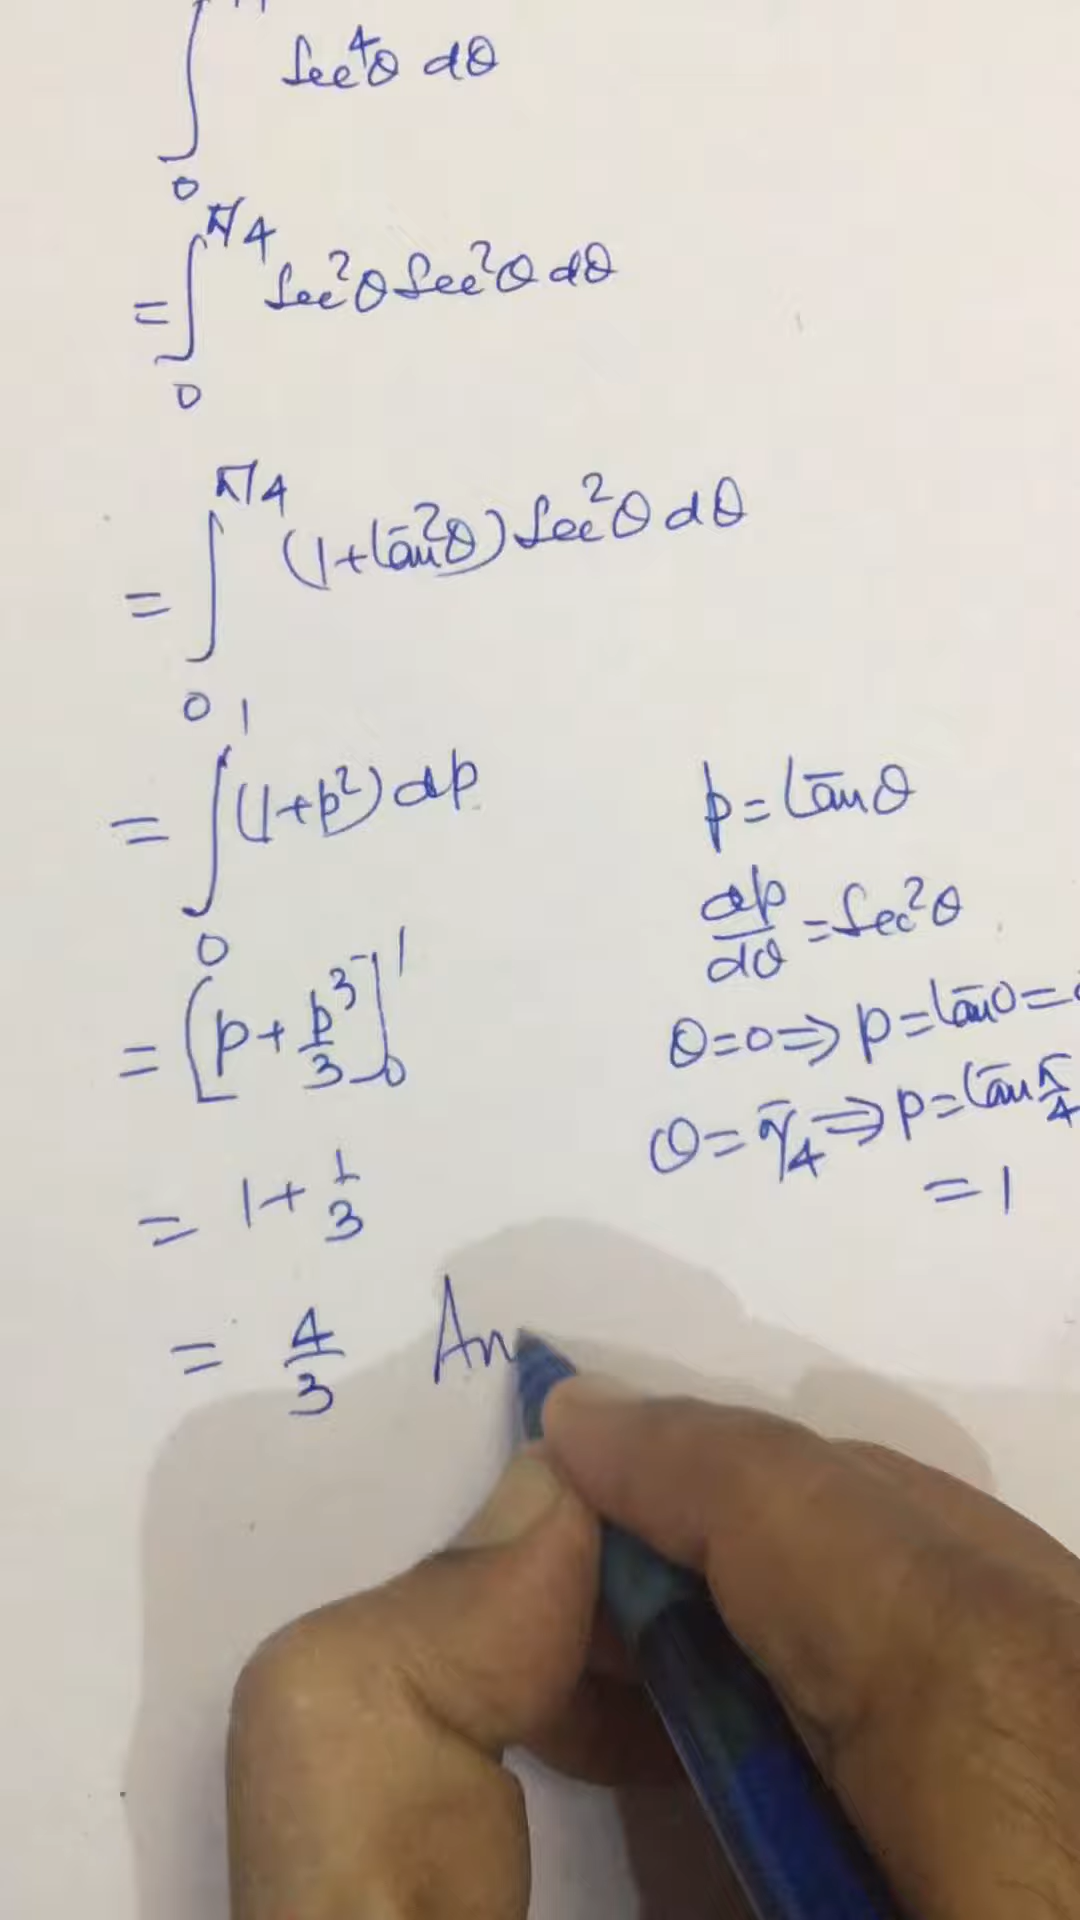 ∫₀ sec⁴θ dθ
= ∫₀^π/4 sec²θ sec²θ dθ
= ∫₀^π/4 (1+tan²θ) sec²θ dθ
= ∫₀¹ (1+p²) dp
p = tanθ
dp/dθ = sec²θ
= [p + p³/3]₀¹
θ=0 ⇒ p = tan0 =
θ = π/4 ⇒ p = tan π/4
= 1
= 1 + 1/3
= 4/3 An